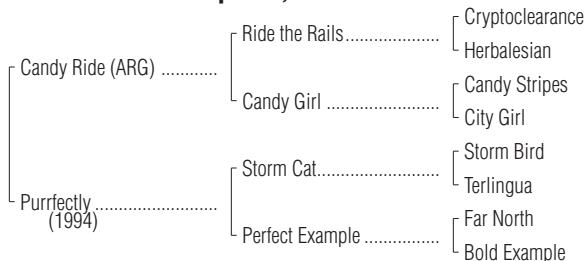 Cryptoclearance
Ride the Rails....................
Herbalesian
Candy Ride (ARG) ............
Candy Stripes
Candy Girl ........................
City Girl
Storm Bird
Storm Cat..........................
Terlingua
Purrfectly ..........................
(1994)
Far North
Perfect Example ................
Bold Example